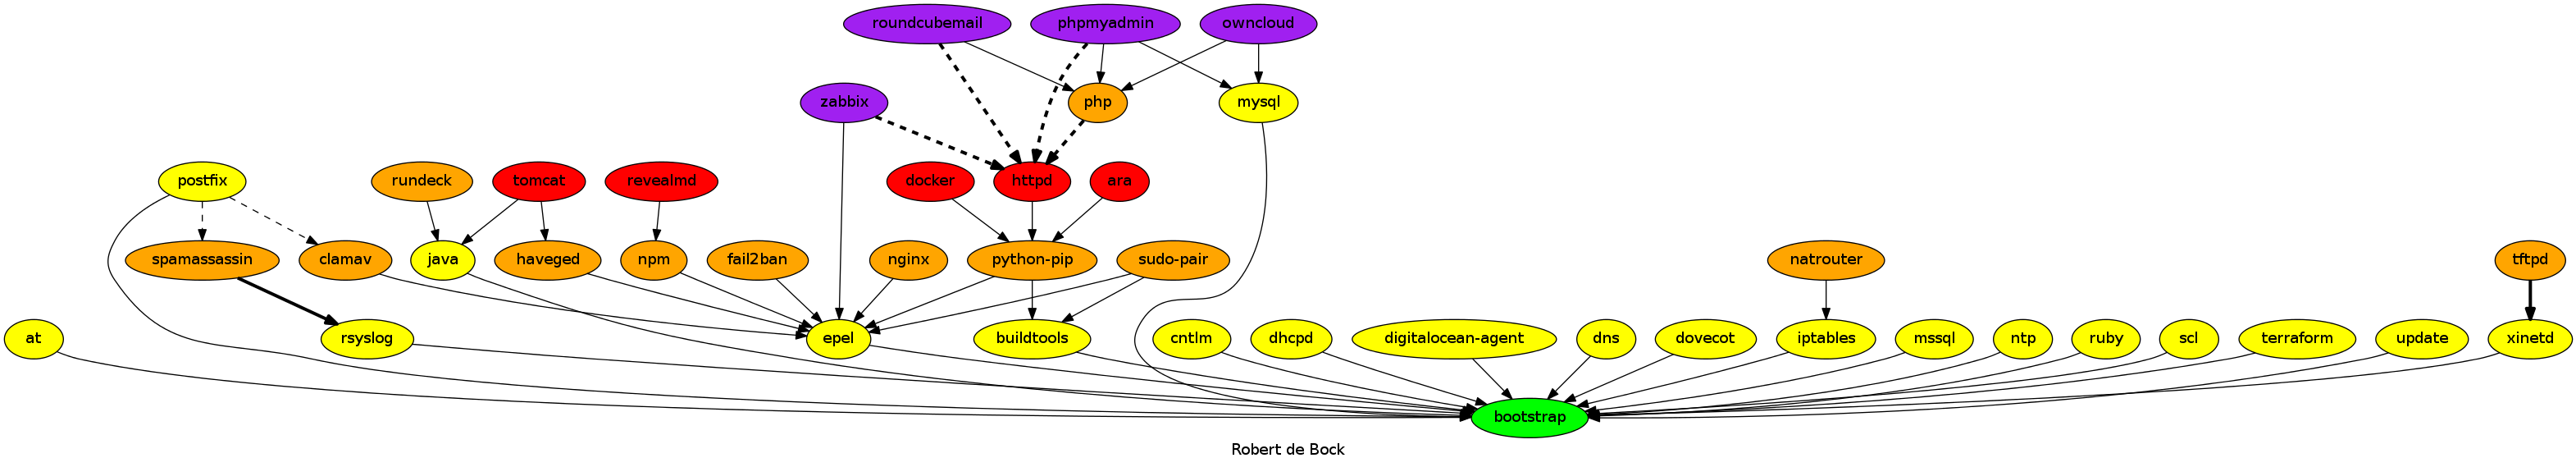 roundcubemail
phpmyadmin
owncloud
zabbix
php
mysql
postfix
rundeck
tomcat
revealmd
docker
httpd
ara
spamassassin
clamav
java
haveged
npm
fail2ban
nginx
python-pip
sudo-pair
natrouter
tftpd
at
rsyslog
epel
buildtools
cntlm
dhcpd
digitalocean-agent
dns
dovecot
iptables
mssql
ntp
ruby
scl
terraform
update
xinetd
bootstrap
Robert de Bock